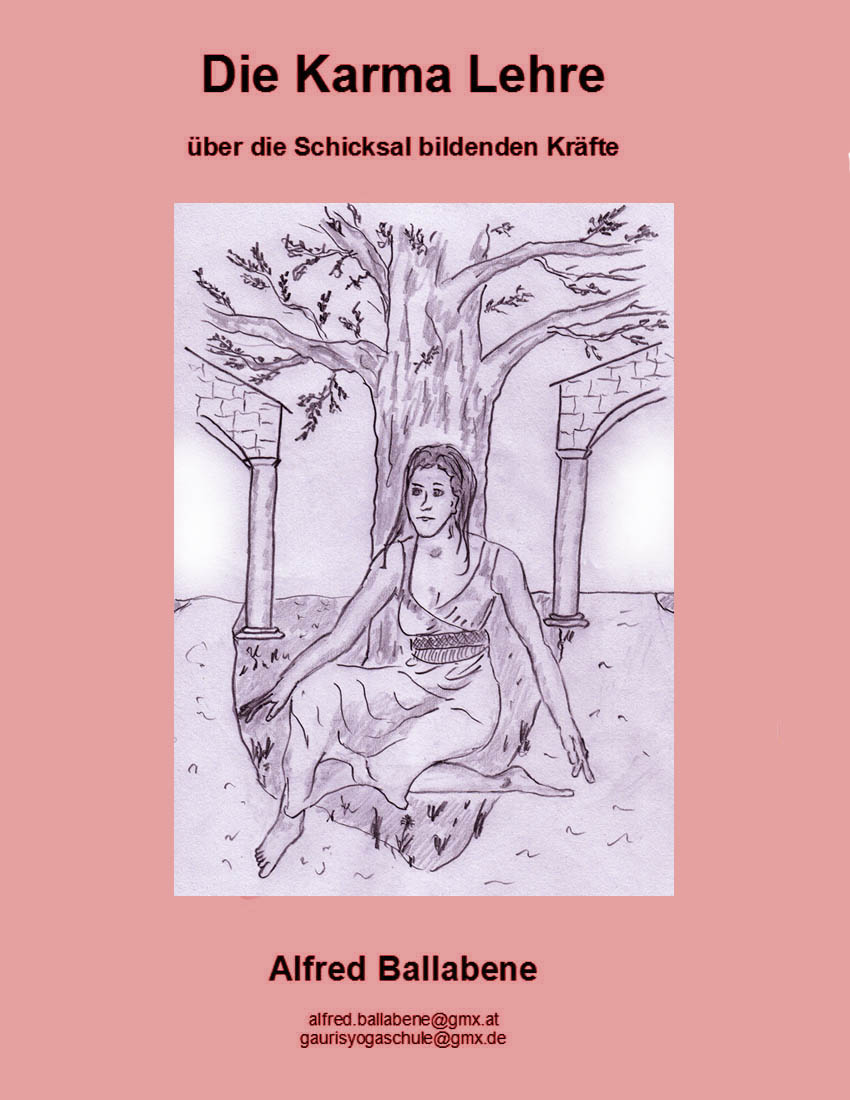 Die Karma Lehre
über die Schicksal bildenden Kräfte
Alfred Ballabene
alfred.ballabene@gmx.at
gaurisyogaschule@gmx.de